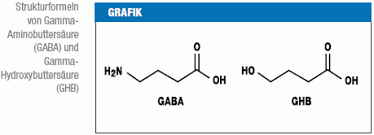 Strukturformeln
von Gamma-
Aminobuttersäure
(GABA) und
Gamma-
Hydroxybuttersäure
(GHB)
GRAFIK
O
H₂N
OH
GABA
O
HO
OH
GHB